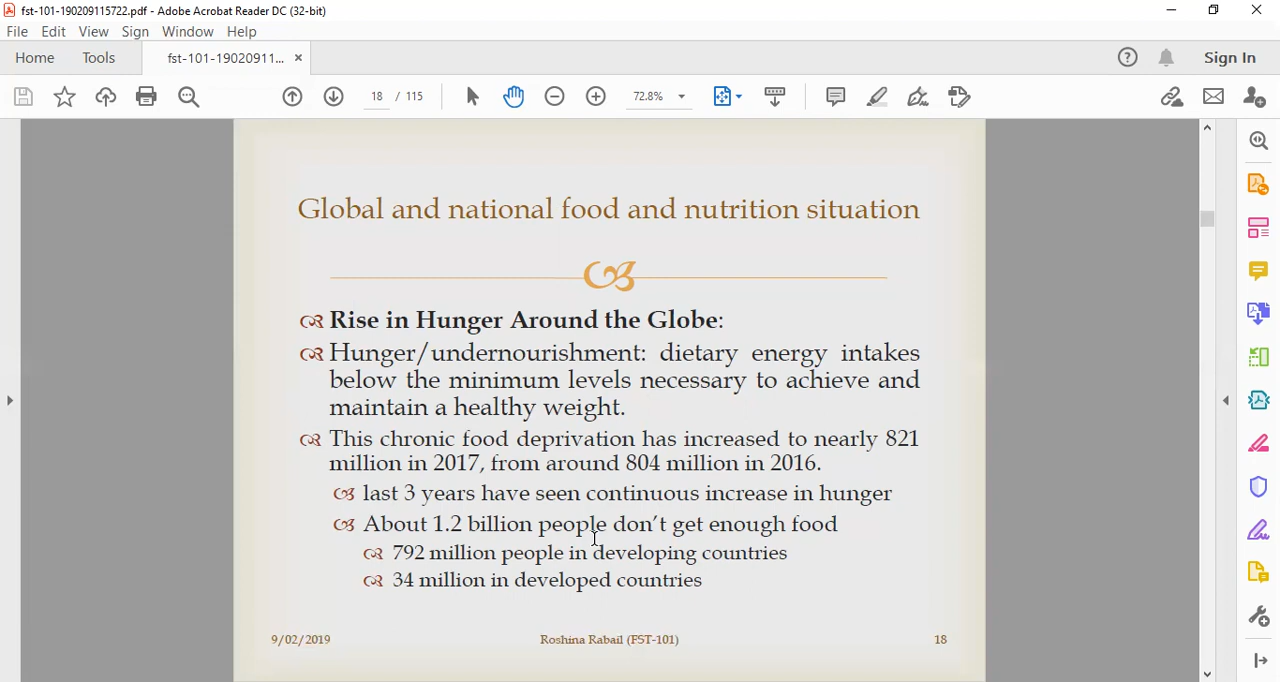 fst-101-190209115722.pdf - Adobe Acrobat Reader DC (32-bit)
File Edit View Sign Window Help
Home Tools fst-101-19020911... × Sign In
18 / 115 72.8%
Global and national food and nutrition situation
Rise in Hunger Around the Globe:
Hunger/undernourishment: dietary energy intakes
below the minimum levels necessary to achieve and
maintain a healthy weight.
This chronic food deprivation has increased to nearly 821
million in 2017, from around 804 million in 2016.
last 3 years have seen continuous increase in hunger
About 1.2 billion people don't get enough food
792 million people in developing countries
34 million in developed countries
9/02/2019 Roshina Rabail (FST-101) 18